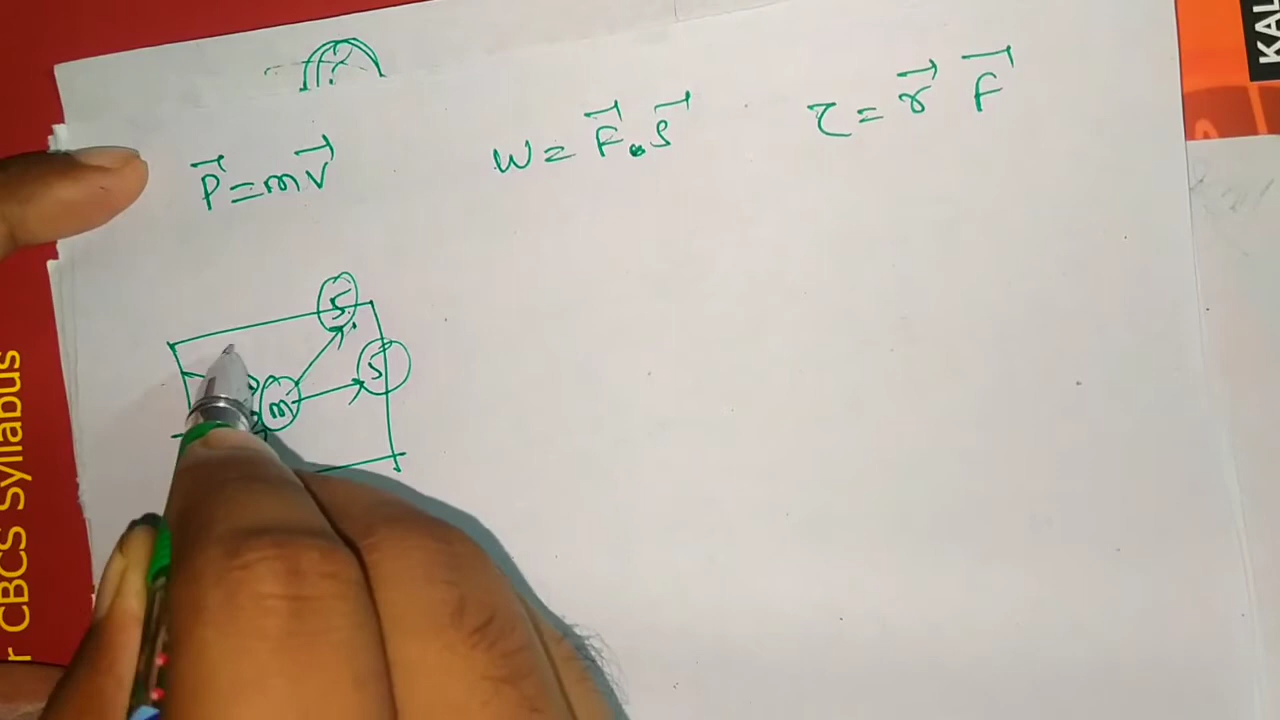 P⃗ = mv⃗
W = F⃗ . S⃗
τ = r⃗ F⃗
S
S
m
r CBCS Syllabus
KAL